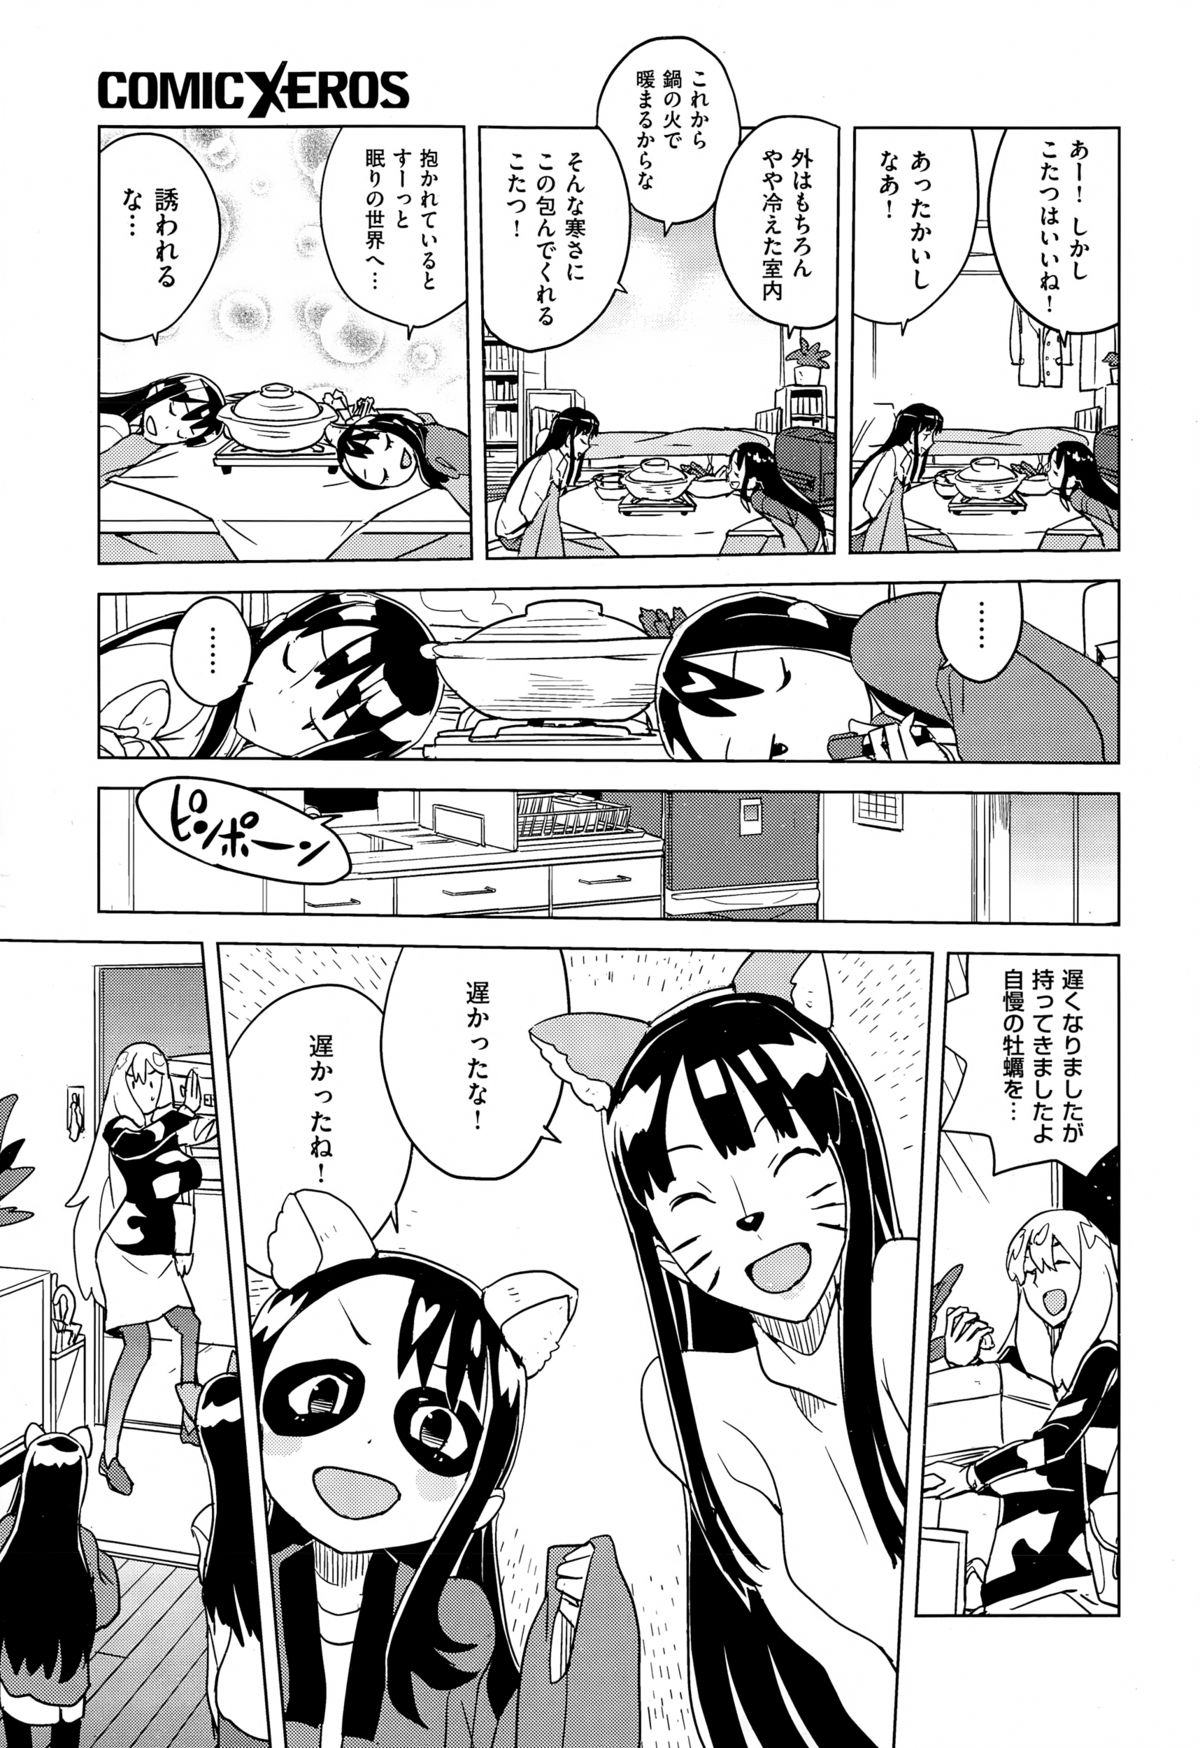 COMIC X-EROS
あー！しかし
こたつはいいね！
あったかいし
なあ！
外はもちろん
やや冷えた室内
これから
鍋の火で
暖まるからな
そんな寒さに
この包んでくれる
こたつ！
抱かれていると
すーっと
眠りの世界へ…
誘われる
な…
……
……
ピンポーン
遅くなりましたが
持ってきましたよ
自慢の牡蠣を…
遅かったな！
遅かったね！